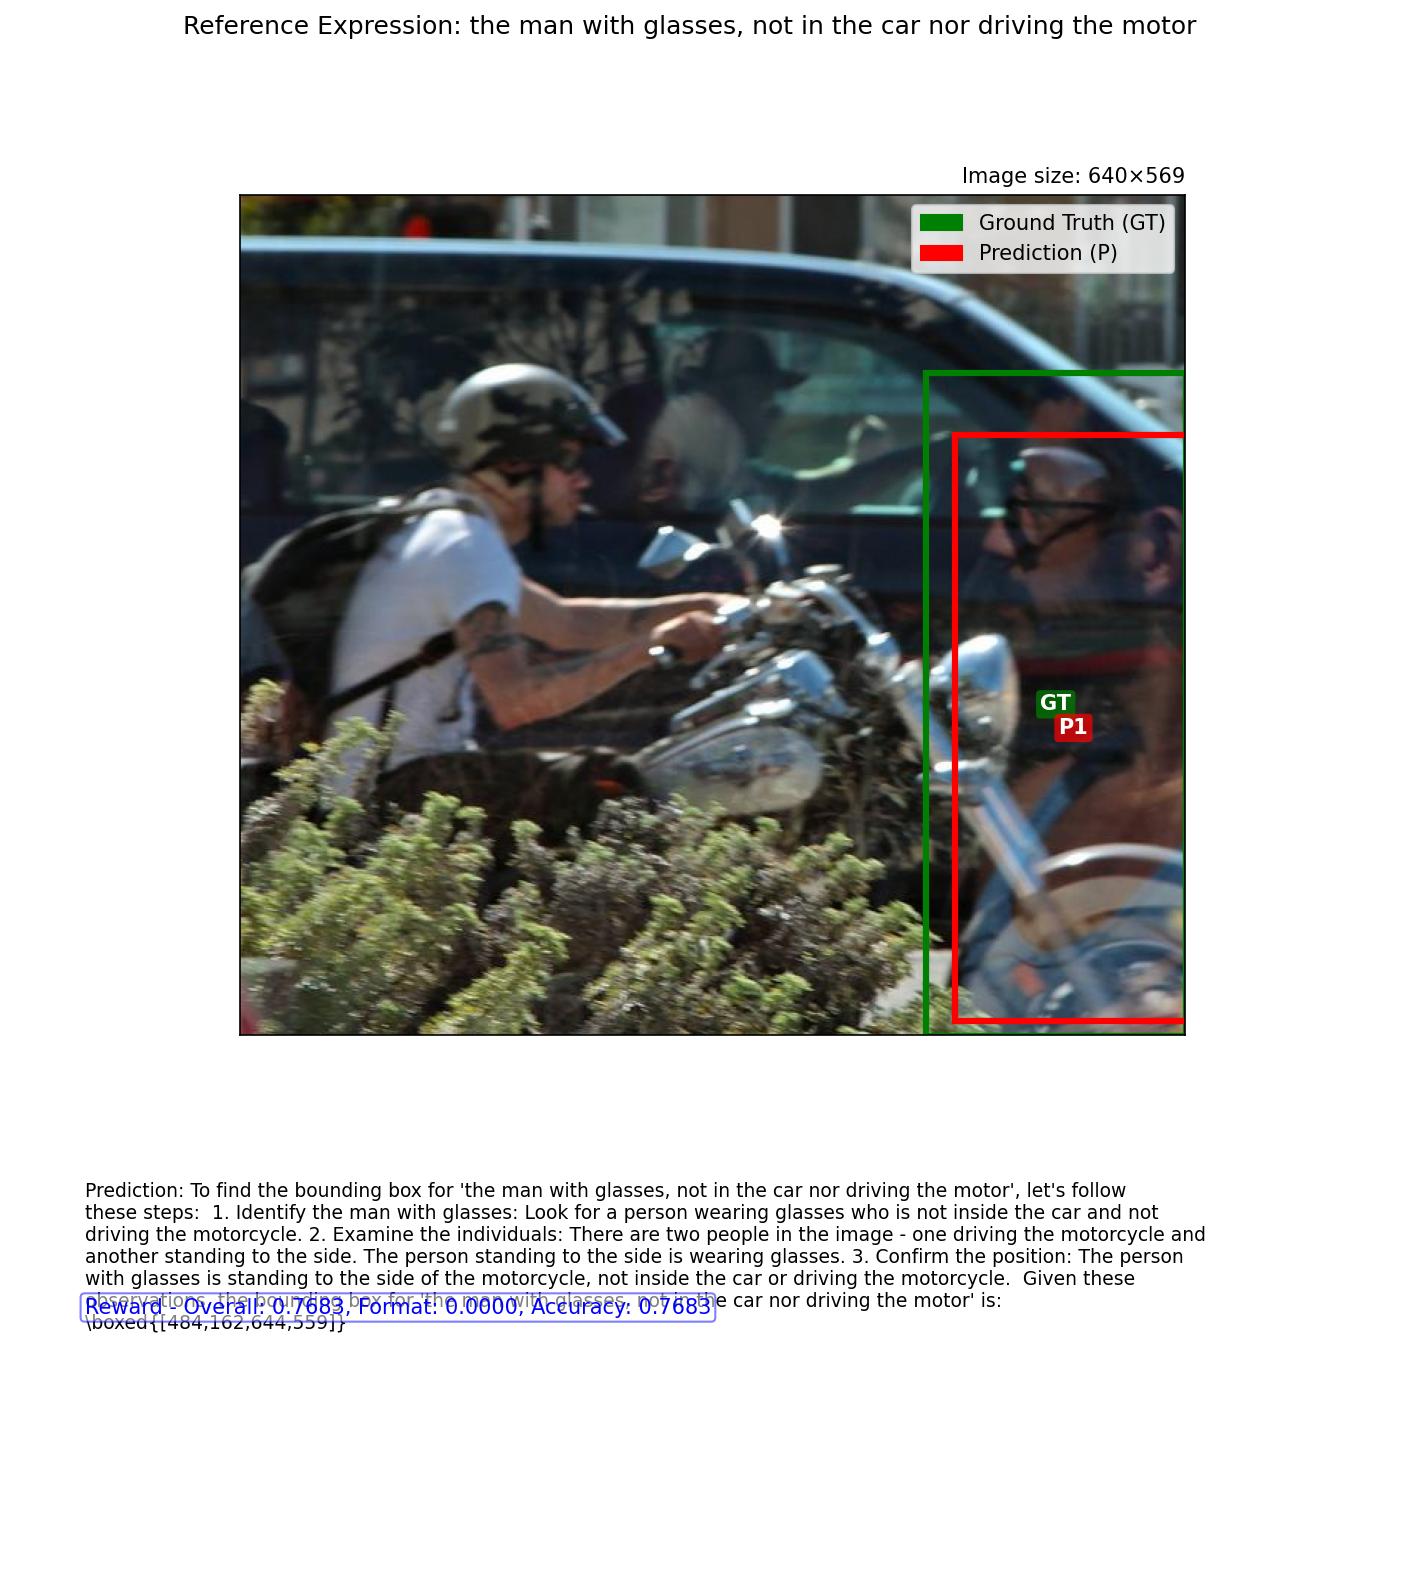 Reference Expression: the man with glasses, not in the car nor driving the motor
Image size: 640×569
Ground Truth (GT)
Prediction (P)
GT
P1
Prediction: To find the bounding box for 'the man with glasses, not in the car nor driving the motor', let's follow
these steps:  1. Identify the man with glasses: Look for a person wearing glasses who is not inside the car and not
driving the motorcycle. 2. Examine the individuals: There are two people in the image - one driving the motorcycle and
another standing to the side. The person standing to the side is wearing glasses. 3. Confirm the position: The person
with glasses is standing to the side of the motorcycle, not inside the car or driving the motorcycle.  Given these
observations, the bounding box for 'the man with glasses, not in the car nor driving the motor' is:
Reward - Overall: 0.7683, Format: 0.0000, Accuracy: 0.7683
\boxed{[484,162,644,559]}